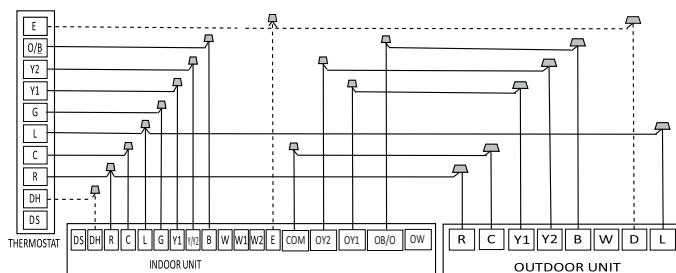 E
O/B
Y2
Y1
G
L
C
R
DH
DS
THERMOSTAT
DS DH R C L G Y1 Y/Y2 B W W1 W2 E COM OY2 OY1 OB/O OW
INDOOR UNIT
R C Y1 Y2 B W D L
OUTDOOR UNIT